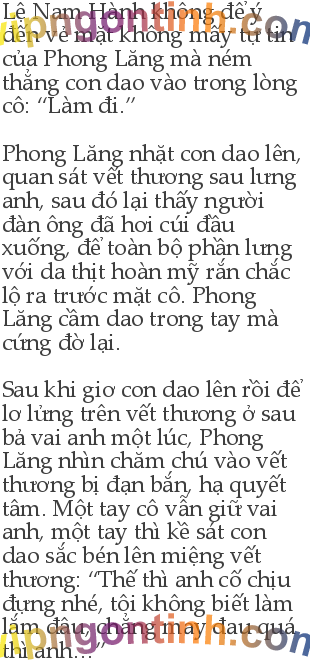 Lê Nam Hành không để ý
đến vẻ mặt không mấy tự tin
của Phong Lăng mà ném
thẳng con dao vào trong lòng
cô: “Làm đi.”
Phong Lăng nhặt con dao lên,
quan sát vết thương sau lưng
anh, sau đó lại thấy người
đàn ông đã hơi cúi đầu
xuống, để toàn bộ phần lưng
với da thịt hoàn mỹ rắn chắc
lộ ra trước mặt cô. Phong
Lăng cầm dao trong tay mà
cứng đờ lại.
Sau khi giơ con dao lên rồi để
lơ lửng trên vết thương ở sau
bả vai anh một lúc, Phong
Lăng nhìn chăm chú vào vết
thương bị đạn bắn, hạ quyết
tâm. Một tay cô vẫn giữ vai
anh, một tay thì kề sát con
dao sắc bén lên miệng vết
thương: “Thế thì anh cố chịu
đựng nhé, tôi không biết làm
lắm đâu, chẳng may đau quá
thì anh...”